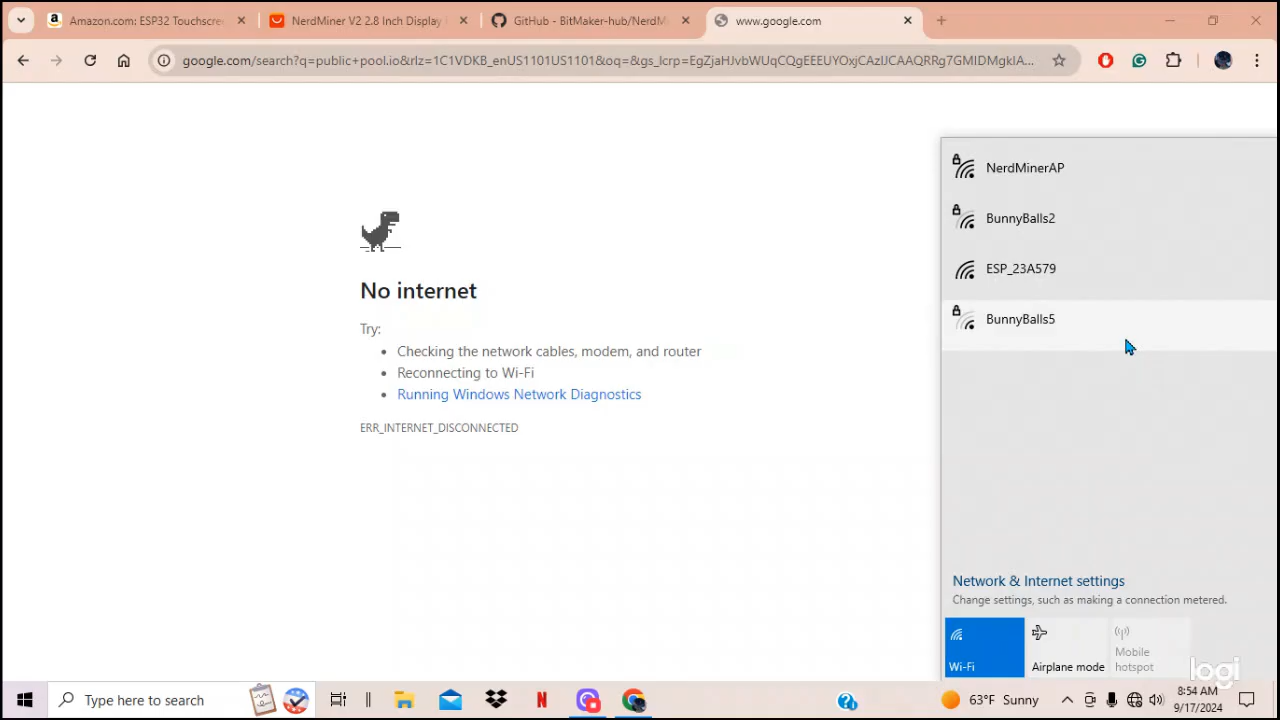 Amazon.com: ESP32 Touchscree
NerdMiner V2 2.8 Inch Display
GitHub - BitMaker-hub/NerdM
www.google.com
google.com/search?q=public+pool.io&rlz=1C1VDKB_enUS1101US1101&oq=&gs_lcrp=EgZjaHJvbWUqCQgEEEUYOxjCAzIJCAAQRRg7GMIDMgkIA...
No internet
Try:
Checking the network cables, modem, and router
Reconnecting to Wi-Fi
Running Windows Network Diagnostics
ERR_INTERNET_DISCONNECTED
NerdMinerAP
BunnyBalls2
ESP_23A579
BunnyBalls5
Network & Internet settings
Change settings, such as making a connection metered.
Wi-Fi
Airplane mode
Mobile
hotspot
logi
Type here to search
63°F Sunny
8:54 AM
9/17/2024